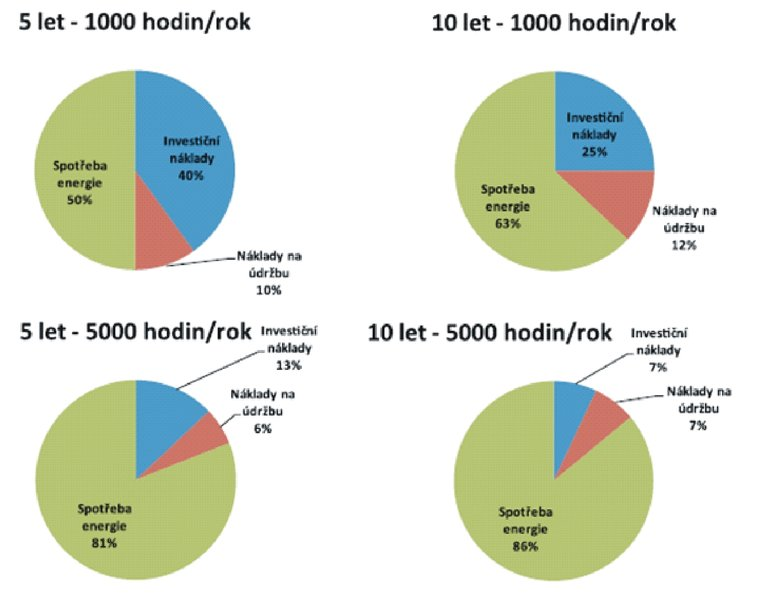 5 let - 1000 hodin/rok
Investiční
náklady
40%
Spotřeba
energie
50%
Náklady na
údržbu
10%
10 let - 1000 hodin/rok
Investiční
náklady
25%
Spotřeba
energie
63%
Náklady na
údržbu
12%
5 let - 5000 hodin/rok
Investiční
náklady
13%
Náklady na
údržbu
6%
Spotřeba
energie
81%
10 let - 5000 hodin/rok
Investiční
náklady
7%
Náklady na
údržbu
7%
Spotřeba
energie
86%